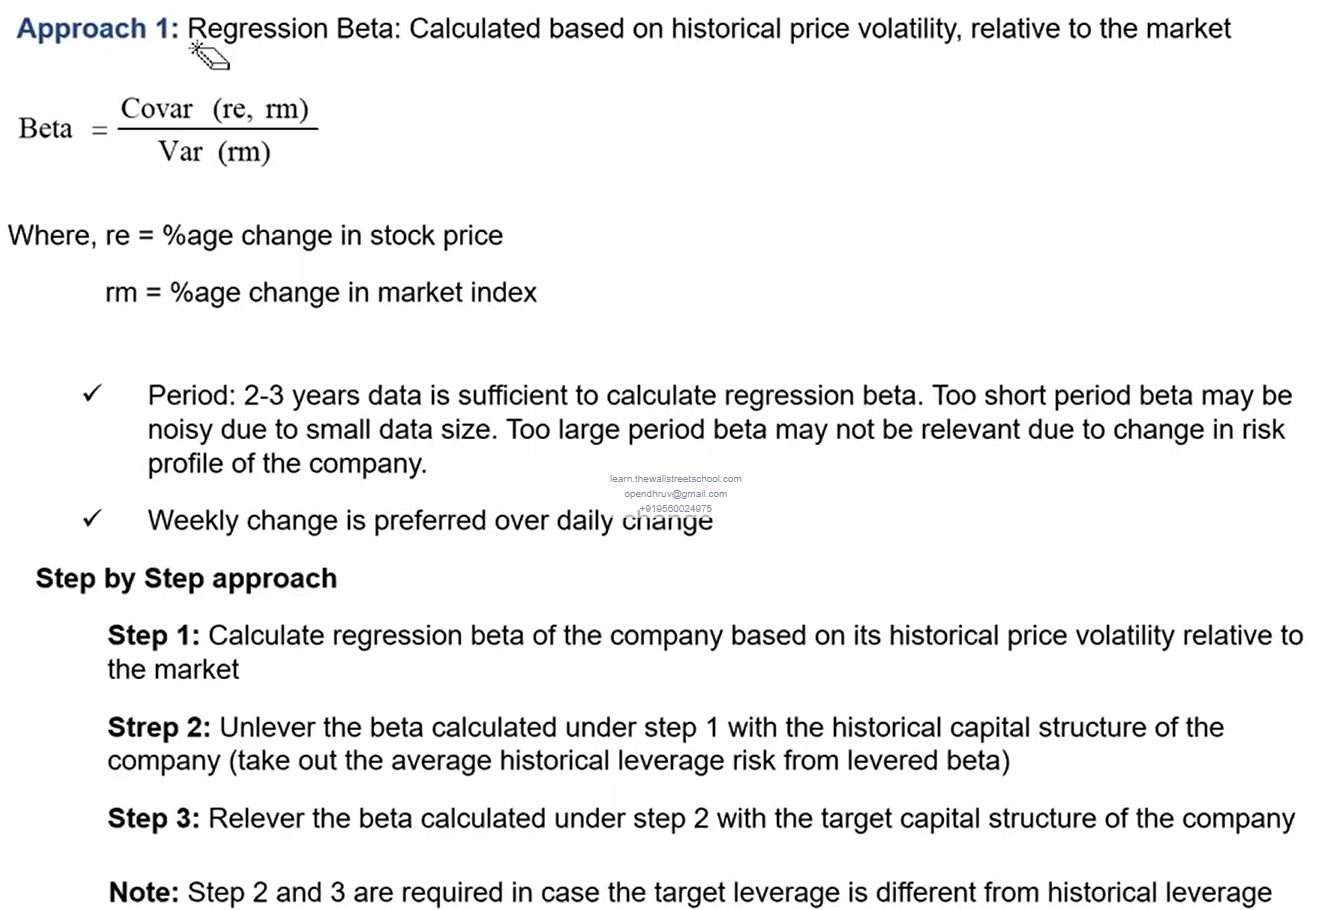 Approach 1: Regression Beta: Calculated based on historical price volatility, relative to the market
Beta = Covar (re, rm)
Var (rm)
Where, re = %age change in stock price
rm = %age change in market index
✓ Period: 2-3 years data is sufficient to calculate regression beta. Too short period beta may be
noisy due to small data size. Too large period beta may not be relevant due to change in risk
profile of the company.
learn.thewallstreetschool.com
opendhruv@gmail.com
+919560024975
✓ Weekly change is preferred over daily change
Step by Step approach
Step 1: Calculate regression beta of the company based on its historical price volatility relative to
the market
Strep 2: Unlever the beta calculated under step 1 with the historical capital structure of the
company (take out the average historical leverage risk from levered beta)
Step 3: Relever the beta calculated under step 2 with the target capital structure of the company
Note: Step 2 and 3 are required in case the target leverage is different from historical leverage